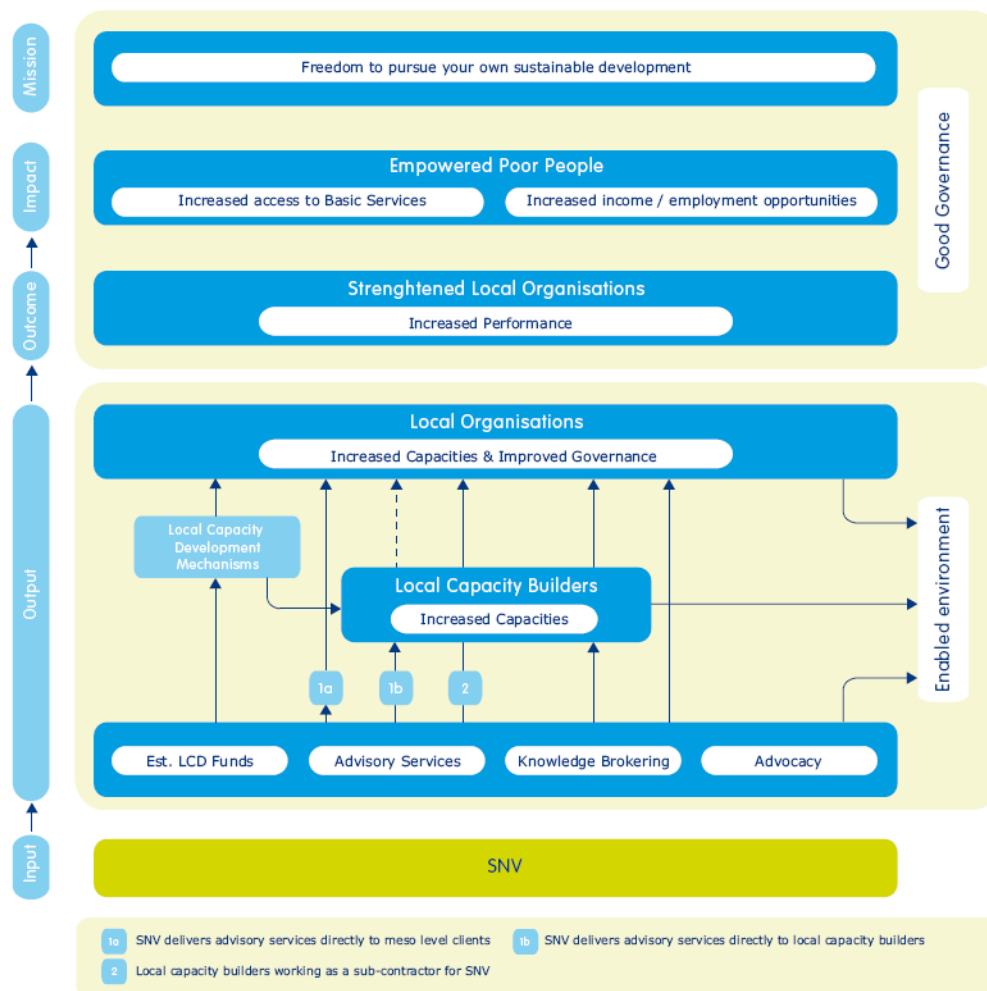 Mission
Freedom to pursue your own sustainable development
Impact
Empowered Poor People
Increased access to Basic Services
Increased income / employment opportunities
Good Governance
Outcome
Strenghtened Local Organisations
Increased Performance
Output
Local Organisations
Increased Capacities & Improved Governance
Local Capacity
Development
Mechanisms
Local Capacity Builders
Increased Capacities
Enabled environment
1a
1b
2
Est. LCD Funds
Advisory Services
Knowledge Brokering
Advocacy
Input
SNV
1a SNV delivers advisory services directly to meso level clients
1b SNV delivers advisory services directly to local capacity builders
2 Local capacity builders working as a sub-contractor for SNV